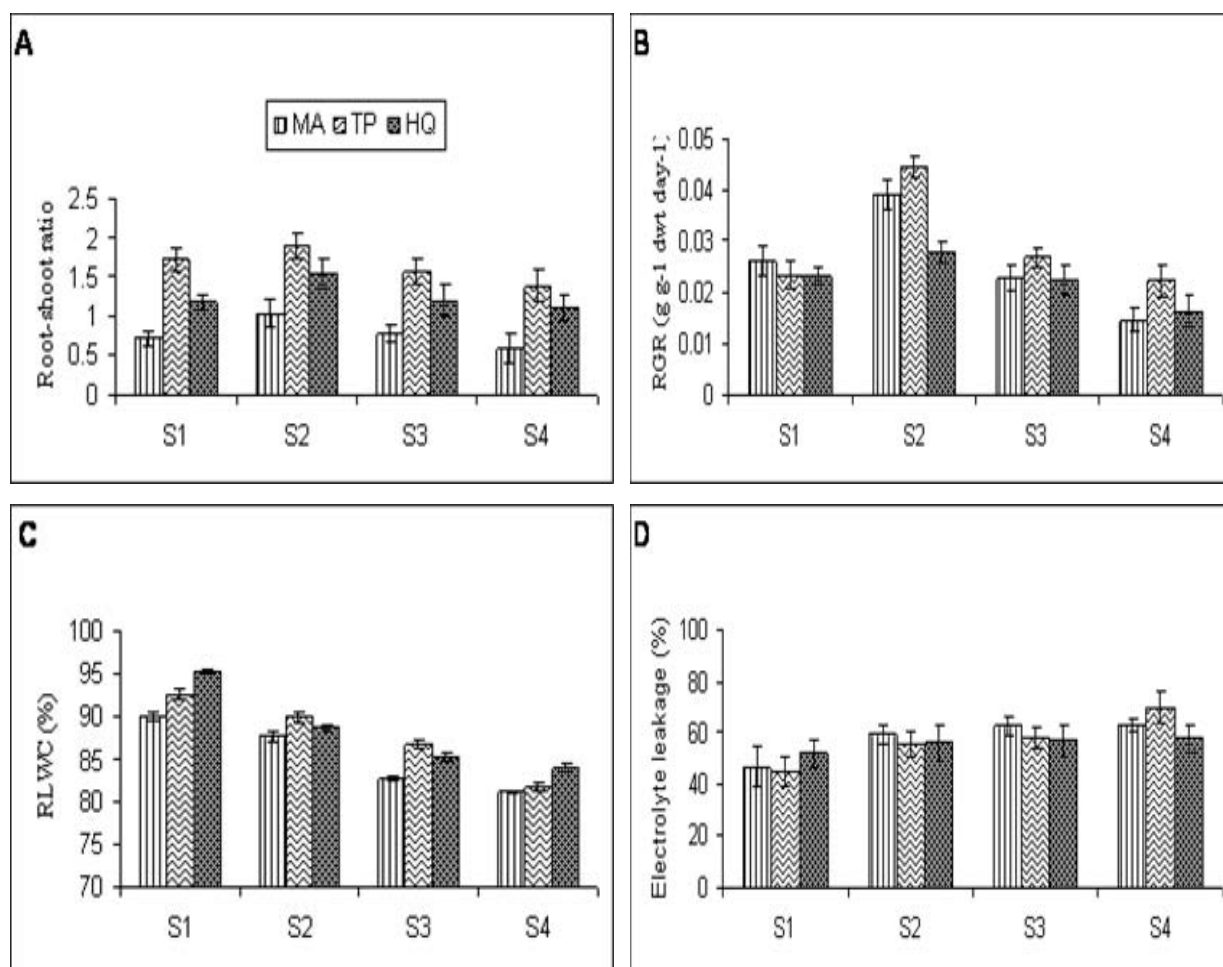 A
MA TP HQ
Root-shoot ratio
2.5
2
1.5
1
0.5
0
S1 S2 S3 S4
B
RGR (g g-1 dwt day-1)
0.05
0.04
0.03
0.02
0.01
0
S1 S2 S3 S4
C
RLWC (%)
100
95
90
85
80
75
70
S1 S2 S3 S4
D
Electrolyte leakage (%)
100
80
60
40
20
0
S1 S2 S3 S4